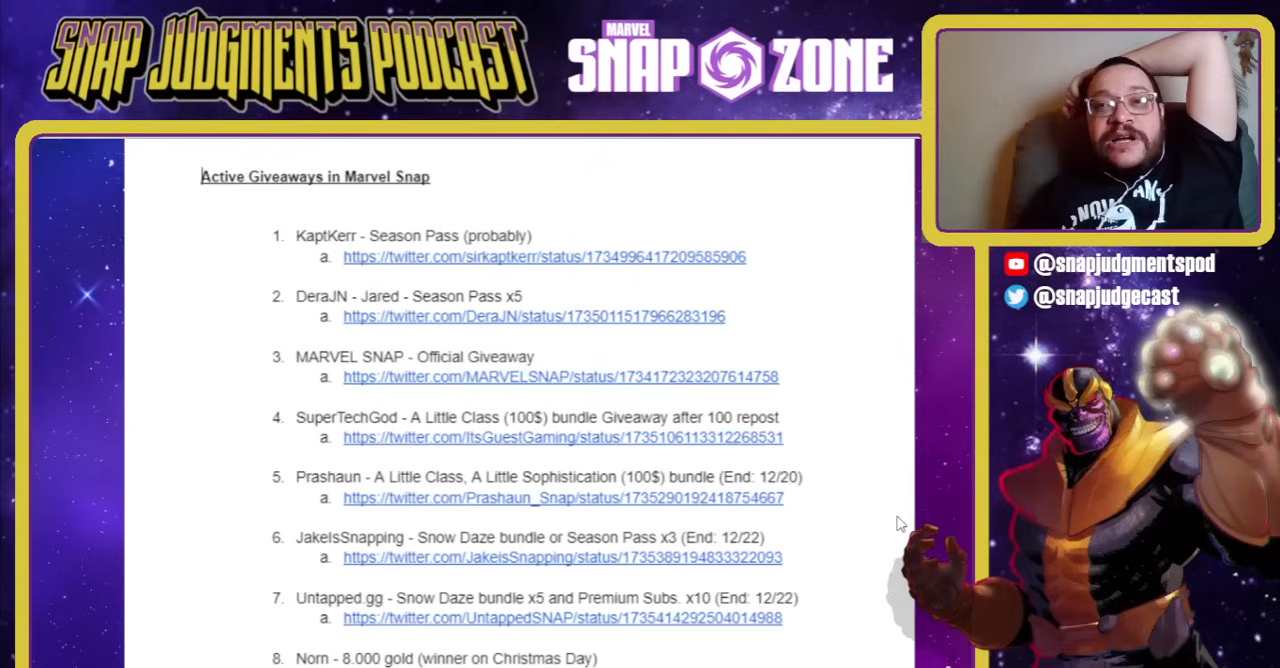 SNAP JUDGMENTS PODCAST
MARVEL
SNAP ZONE
Active Giveaways in Marvel Snap
1. KaptKerr - Season Pass (probably)
a. https://twitter.com/sirkaptkerr/status/1734996417209585906
2. DeraJN - Jared - Season Pass x5
a. https://twitter.com/DeraJN/status/1735011517966283196
3. MARVEL SNAP - Official Giveaway
a. https://twitter.com/MARVELSNAP/status/1734172323207614758
4. SuperTechGod - A Little Class (100$) bundle Giveaway after 100 repost
a. https://twitter.com/ItsGuestGaming/status/1735106113312268531
5. Prashaun - A Little Class, A Little Sophistication (100$) bundle (End: 12/20)
a. https://twitter.com/Prashaun_Snap/status/1735290192418754667
6. JakeIsSnapping - Snow Daze bundle or Season Pass x3 (End: 12/22)
a. https://twitter.com/JakeisSnapping/status/1735389194833322093
7. Untapped.gg - Snow Daze bundle x5 and Premium Subs. x10 (End: 12/22)
a. https://twitter.com/UntappedSNAP/status/1735414292504014988
8. Norn - 8.000 gold (winner on Christmas Day)
@snapjudgmentspod
@snapjudgecast